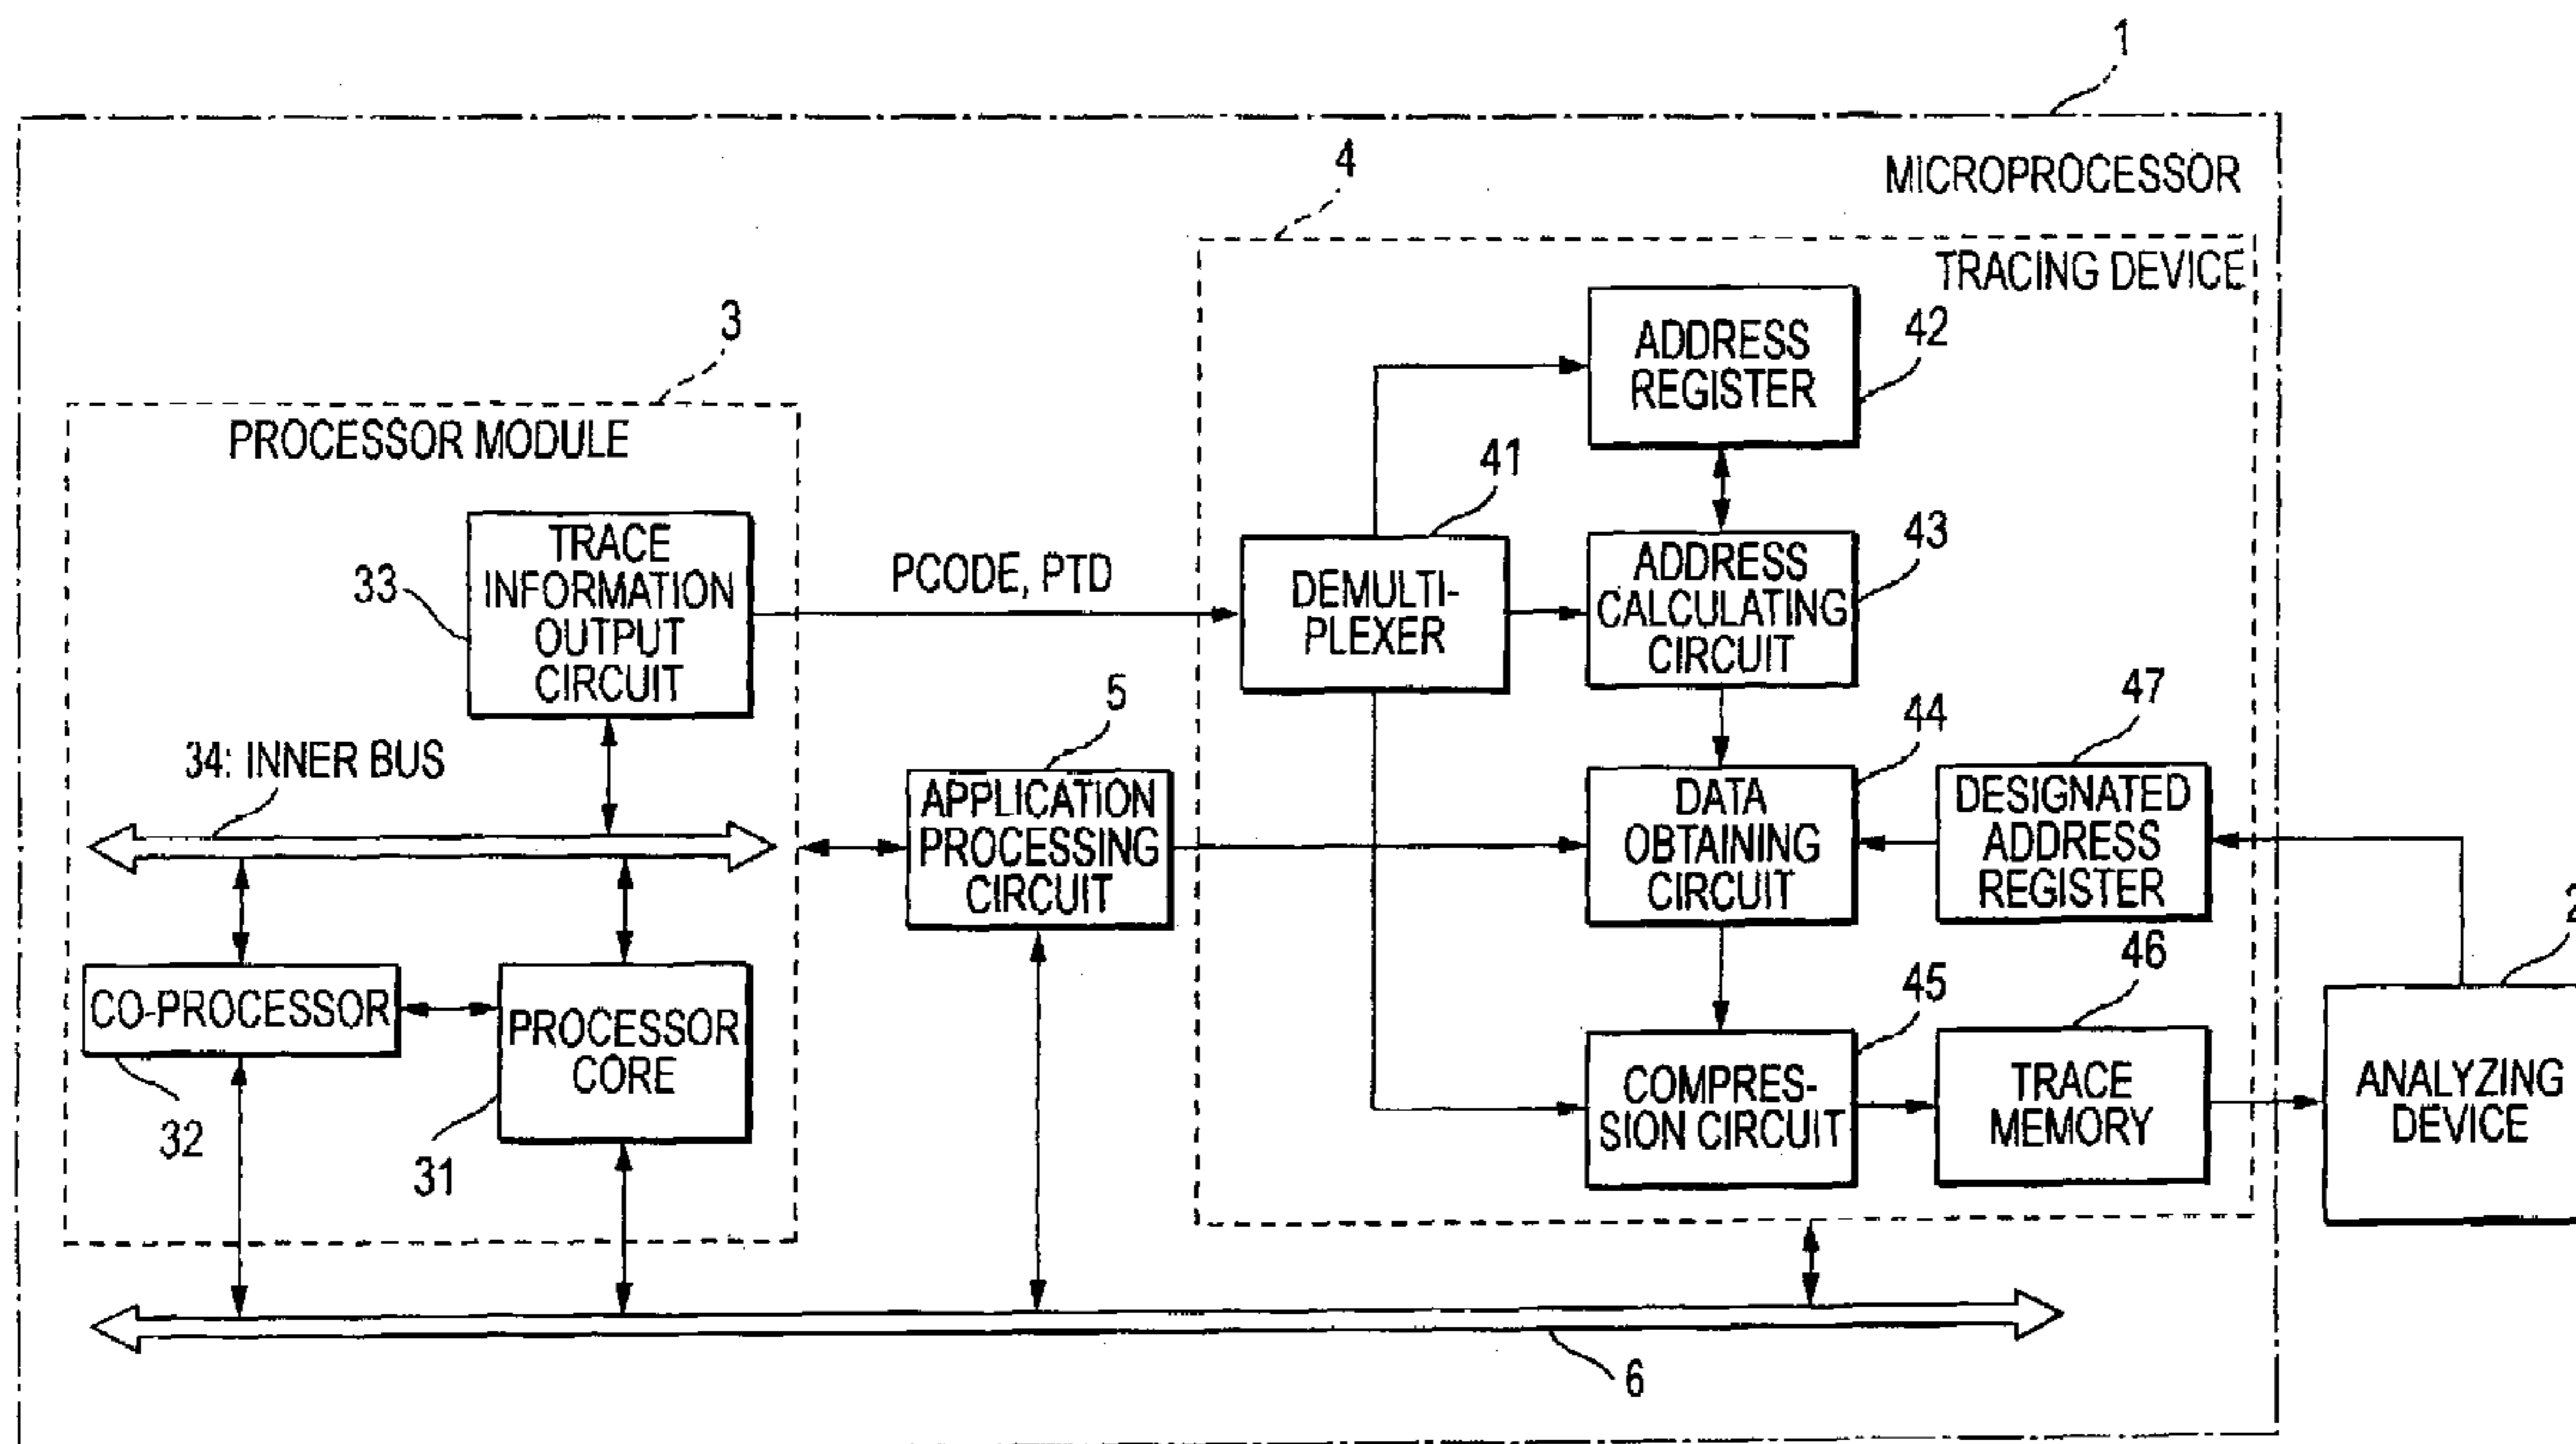 1
MICROPROCESSOR
4
TRACING DEVICE
3
PROCESSOR MODULE
ADDRESS
REGISTER
42
41
TRACE
INFORMATION
OUTPUT
CIRCUIT
33
PCODE, PTD
DEMULTI-
PLEXER
ADDRESS
CALCULATING
CIRCUIT
43
34: INNER BUS
5
APPLICATION
PROCESSING
CIRCUIT
DATA
OBTAINING
CIRCUIT
44
47
DESIGNATED
ADDRESS
REGISTER
2
CO-PROCESSOR
32
PROCESSOR
CORE
31
COMPRES-
SION CIRCUIT
45
46
TRACE
MEMORY
ANALYZING
DEVICE
6